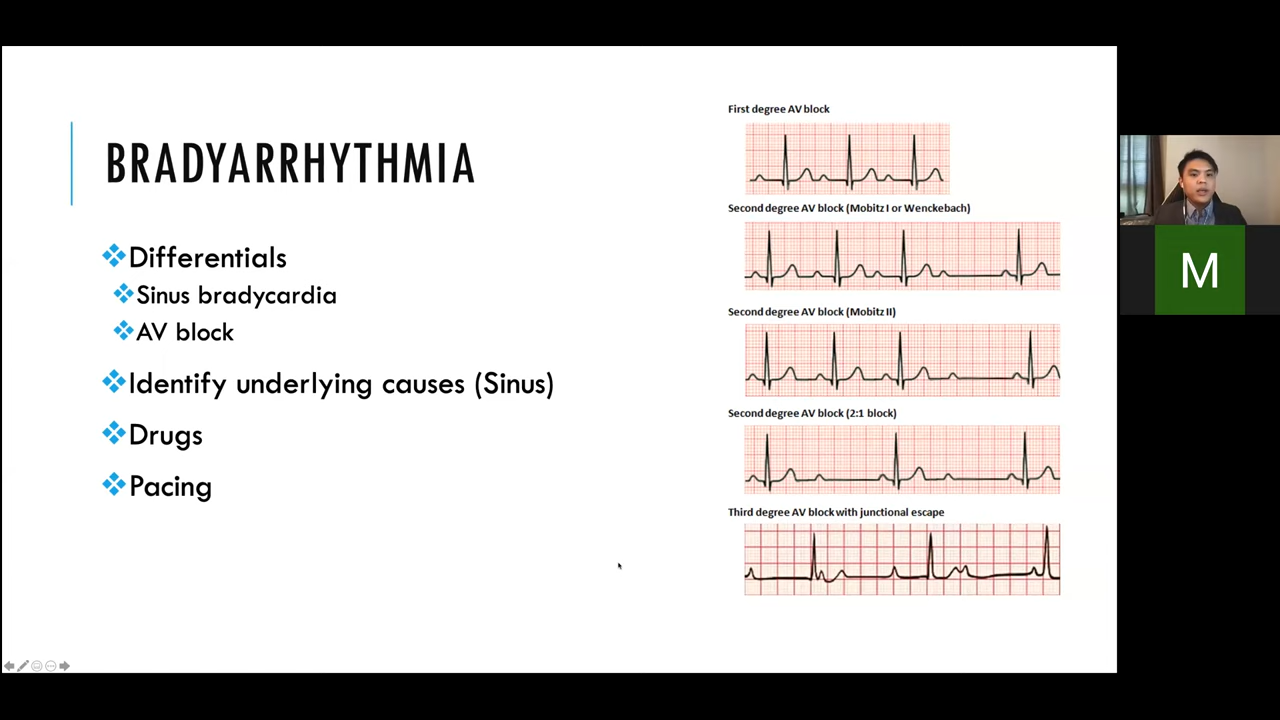 BRADYARRHYTHMIA
Differentials
Sinus bradycardia
AV block
Identify underlying causes (Sinus)
Drugs
Pacing
First degree AV block
Second degree AV block (Mobitz I or Wenckebach)
Second degree AV block (Mobitz II)
Second degree AV block (2:1 block)
Third degree AV block with junctional escape
M